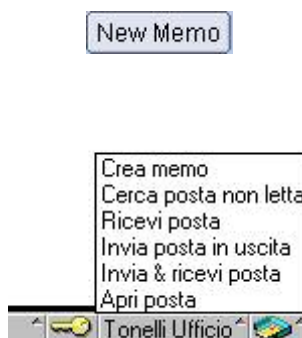 New Memo
Crea memo
Cerca posta non letta
Ricevi posta
Invia posta in uscita
Invia & ricevi posta
Apri posta
Tonelli Ufficio